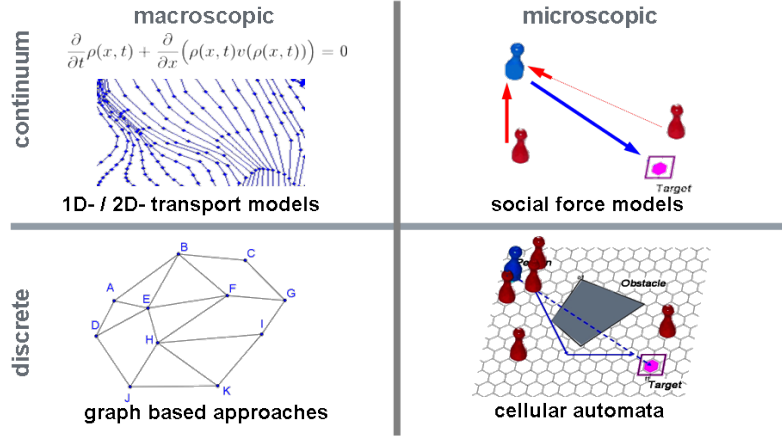 macroscopic
microscopic
continuum
∂/∂t ρ(x, t) + ∂/∂x (ρ(x, t)v(ρ(x, t))) = 0
Target
1D- / 2D- transport models
social force models
discrete
B
C
A
E
F
G
D
H
I
J
K
Obstacle
Target
graph based approaches
cellular automata